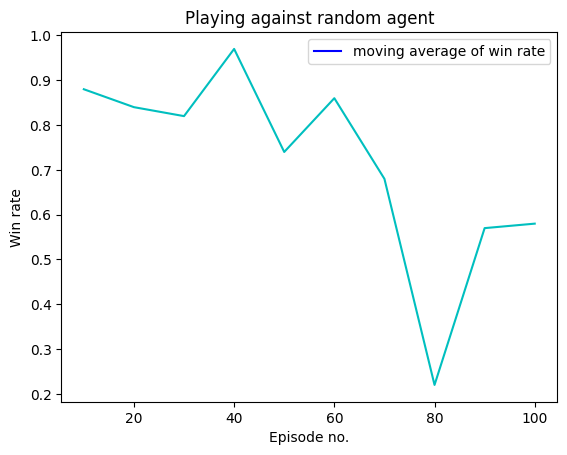 Playing against random agent
moving average of win rate
1.0
0.9
0.8
0.7
0.6
0.5
0.4
0.3
0.2
Win rate
20 40 60 80 100
Episode no.